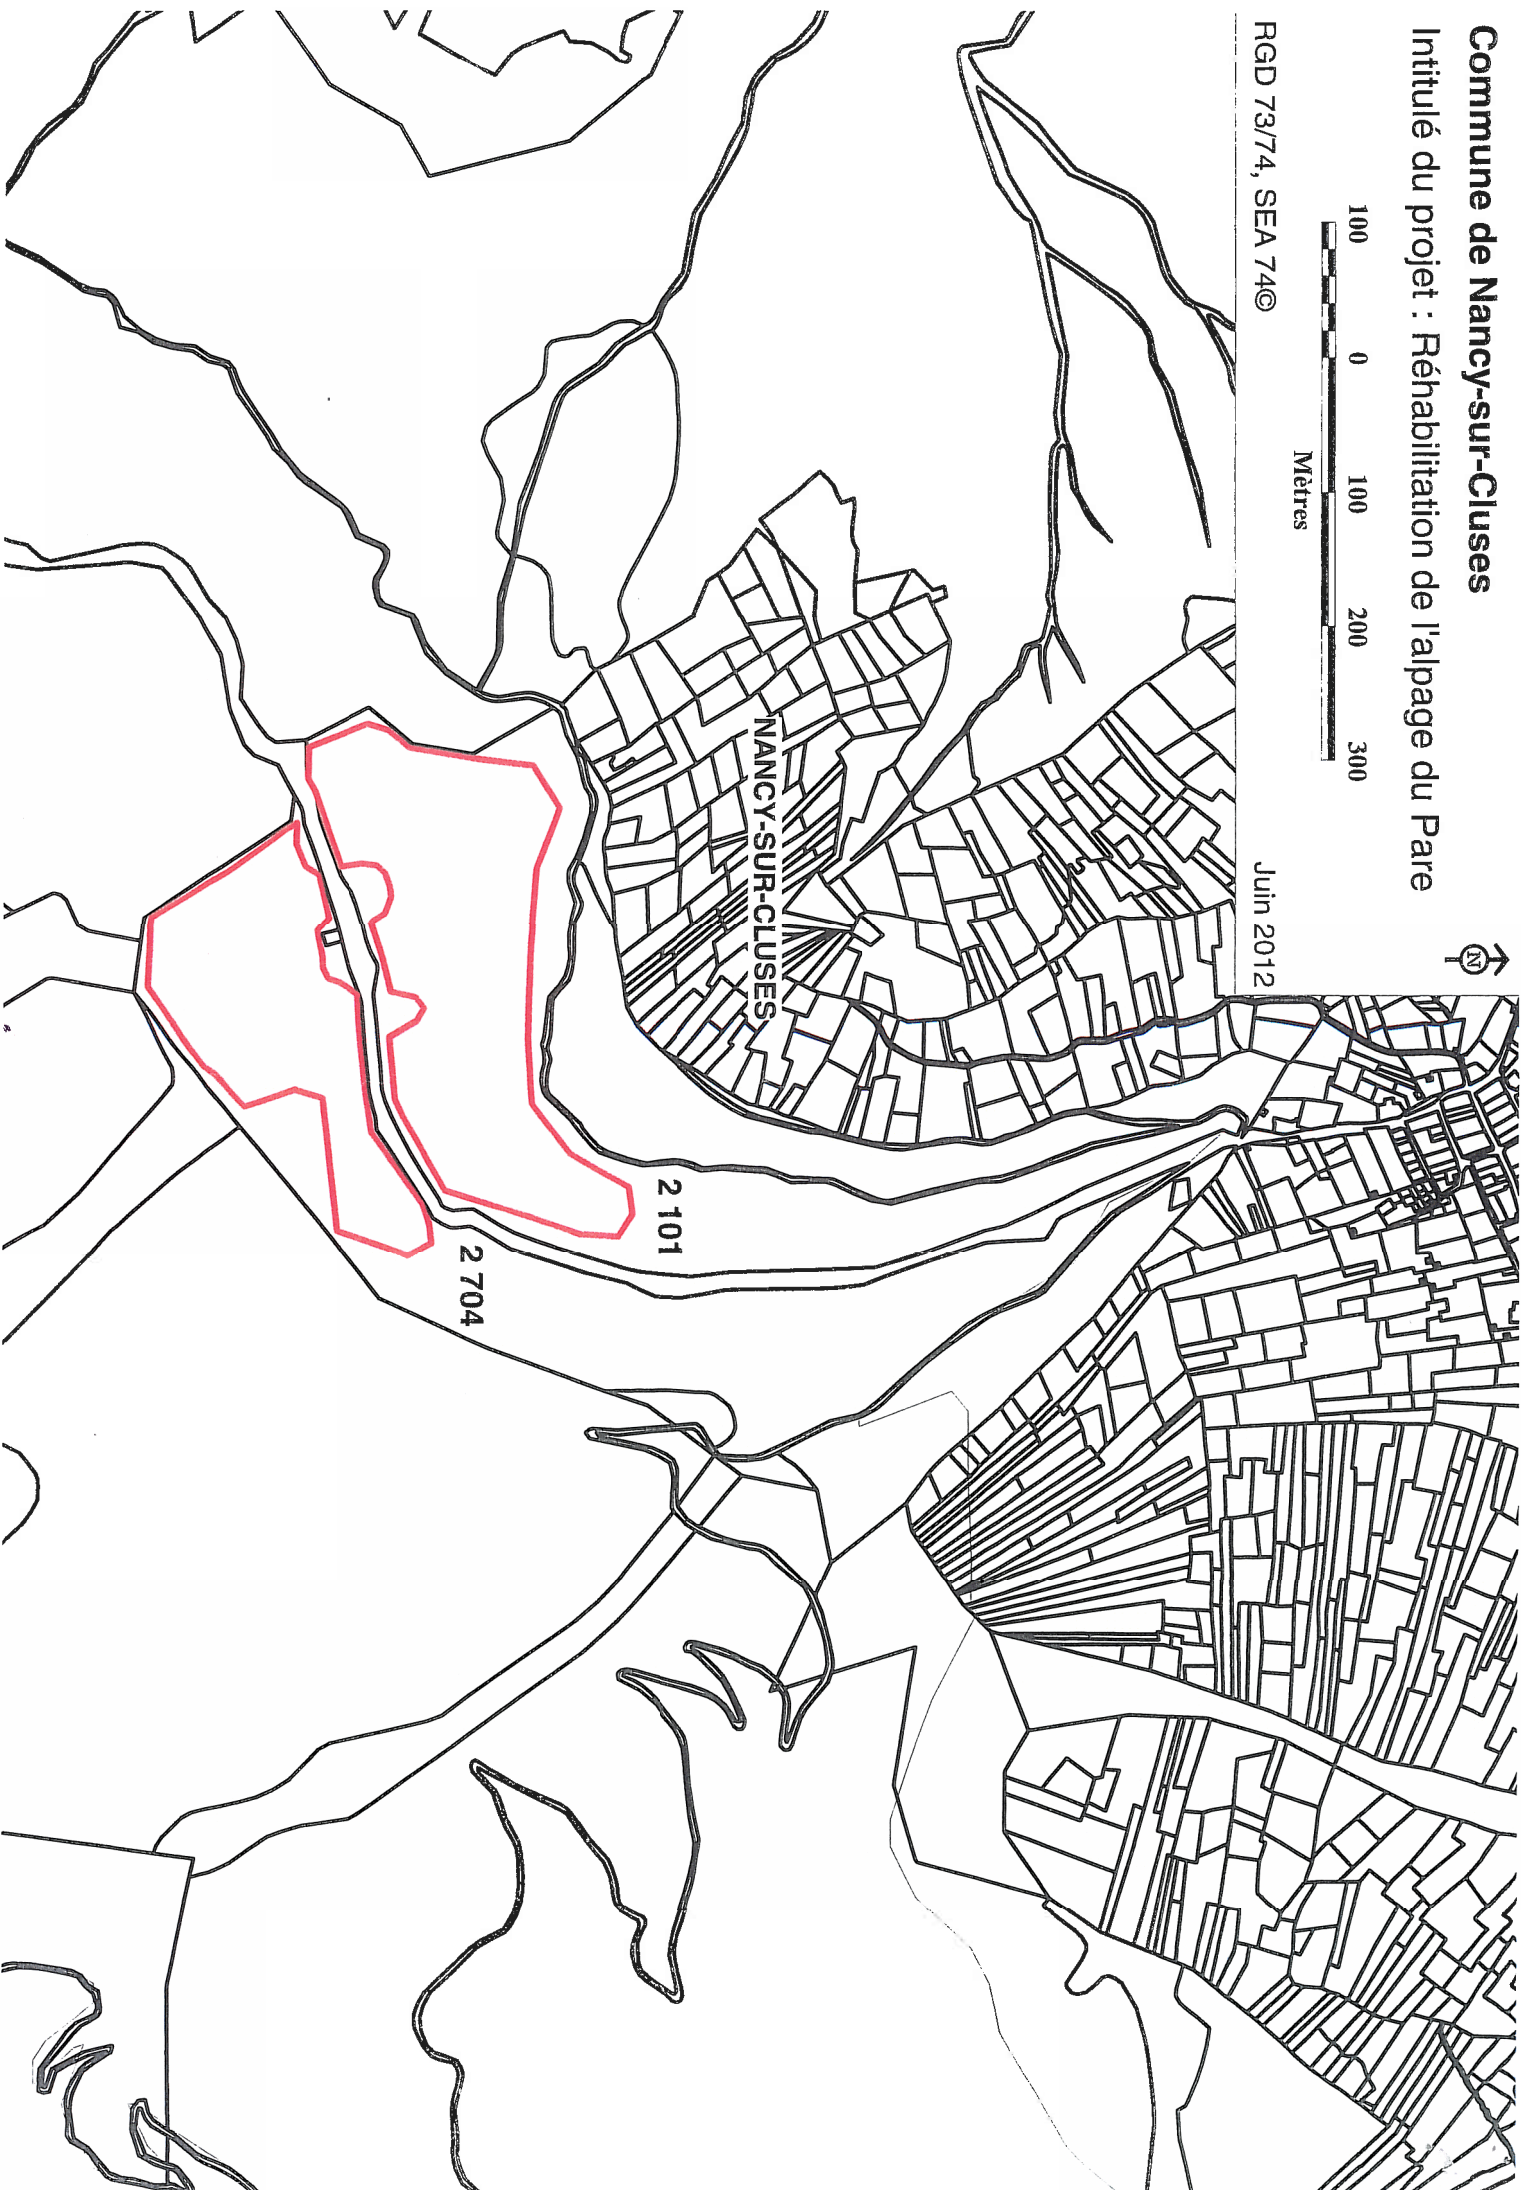 Commune de Nancy-sur-Cluses
Intitulé du projet : Réhabilitation de l'alpage du Pare
N
100 0 100 200 300
Mètres
RGD 73/74, SEA 74© Juin 2012
NANCY-SUR-CLUSES
2 101
2 704